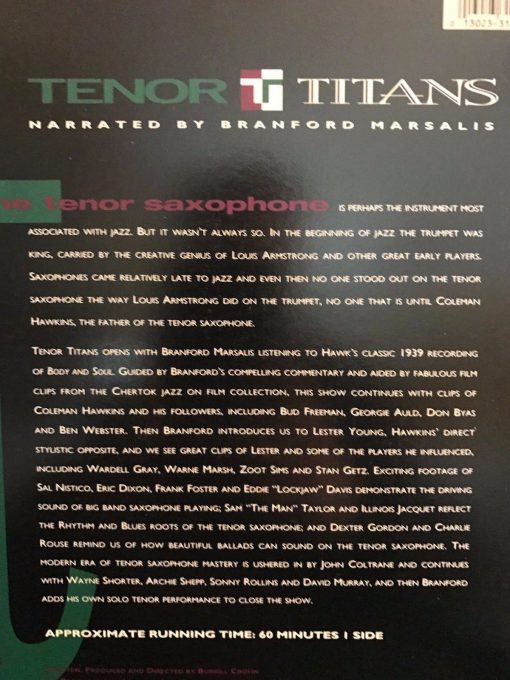 0 13023-31
TENOR TT TITANS
NARRATED BY BRANFORD MARSALIS
he tenor saxophone IS PERHAPS THE INSTRUMENT MOST
ASSOCIATED WITH JAZZ. BUT IT WASN'T ALWAYS SO. IN THE BEGINNING OF JAZZ THE TRUMPET WAS
KING, CARRIED BY THE CREATIVE GENIUS OF LOUIS ARMSTRONG AND OTHER GREAT EARLY PLAYERS.
SAXOPHONES CAME RELATIVELY LATE TO JAZZ AND EVEN THEN NO ONE STOOD OUT ON THE TENOR
SAXOPHONE THE WAY LOUIS ARMSTRONG DID ON THE TRUMPET, NO ONE THAT IS UNTIL COLEMAN
HAWKINS, THE FATHER OF THE TENOR SAXOPHONE.
TENOR TITANS OPENS WITH BRANFORD MARSALIS LISTENING TO HAWK'S CLASSIC 1939 RECORDING
OF BODY AND SOUL. GUIDED BY BRANFORD'S COMPELLING COMMENTARY AND AIDED BY FABULOUS FILM
CLIPS FROM THE CHERTOK JAZZ ON FILM COLLECTION, THIS SHOW CONTINUES WITH CLIPS OF
COLEMAN HAWKINS AND HIS FOLLOWERS, INCLUDING BUD FREEMAN, GEORGIE AULD, DON BYAS
AND BEN WEBSTER. THEN BRANFORD INTRODUCES US TO LESTER YOUNG, HAWKINS' DIRECT
STYLISTIC OPPOSITE, AND WE SEE GREAT CLIPS OF LESTER AND SOME OF THE PLAYERS HE INFLUENCED,
INCLUDING WARDELL GRAY, WARNE MARSH, ZOOT SIMS AND STAN GETZ. EXCITING FOOTAGE OF
SAL NISTICO, ERIC DIXON, FRANK FOSTER AND EDDIE "LOCKJAW" DAVIS DEMONSTRATE THE DRIVING
SOUND OF BIG BAND SAXOPHONE PLAYING; SAM "THE MAN" TAYLOR AND ILLINOIS JACQUET REFLECT
THE RHYTHM AND BLUES ROOTS OF THE TENOR SAXOPHONE; AND DEXTER GORDON AND CHARLIE
ROUSE REMIND US OF HOW BEAUTIFUL BALLADS CAN SOUND ON THE TENOR SAXOPHONE. THE
MODERN ERA OF TENOR SAXOPHONE MASTERY IS USHERED IN BY JOHN COLTRANE AND CONTINUES
WITH WAYNE SHORTER, ARCHIE SHEPP, SONNY ROLLINS AND DAVID MURRAY, AND THEN BRANFORD
ADDS HIS OWN SOLO TENOR PERFORMANCE TO CLOSE THE SHOW.
APPROXIMATE RUNNING TIME: 60 MINUTES 1 SIDE
PRODUCED AND DIRECTED BY BURRILL CROHN